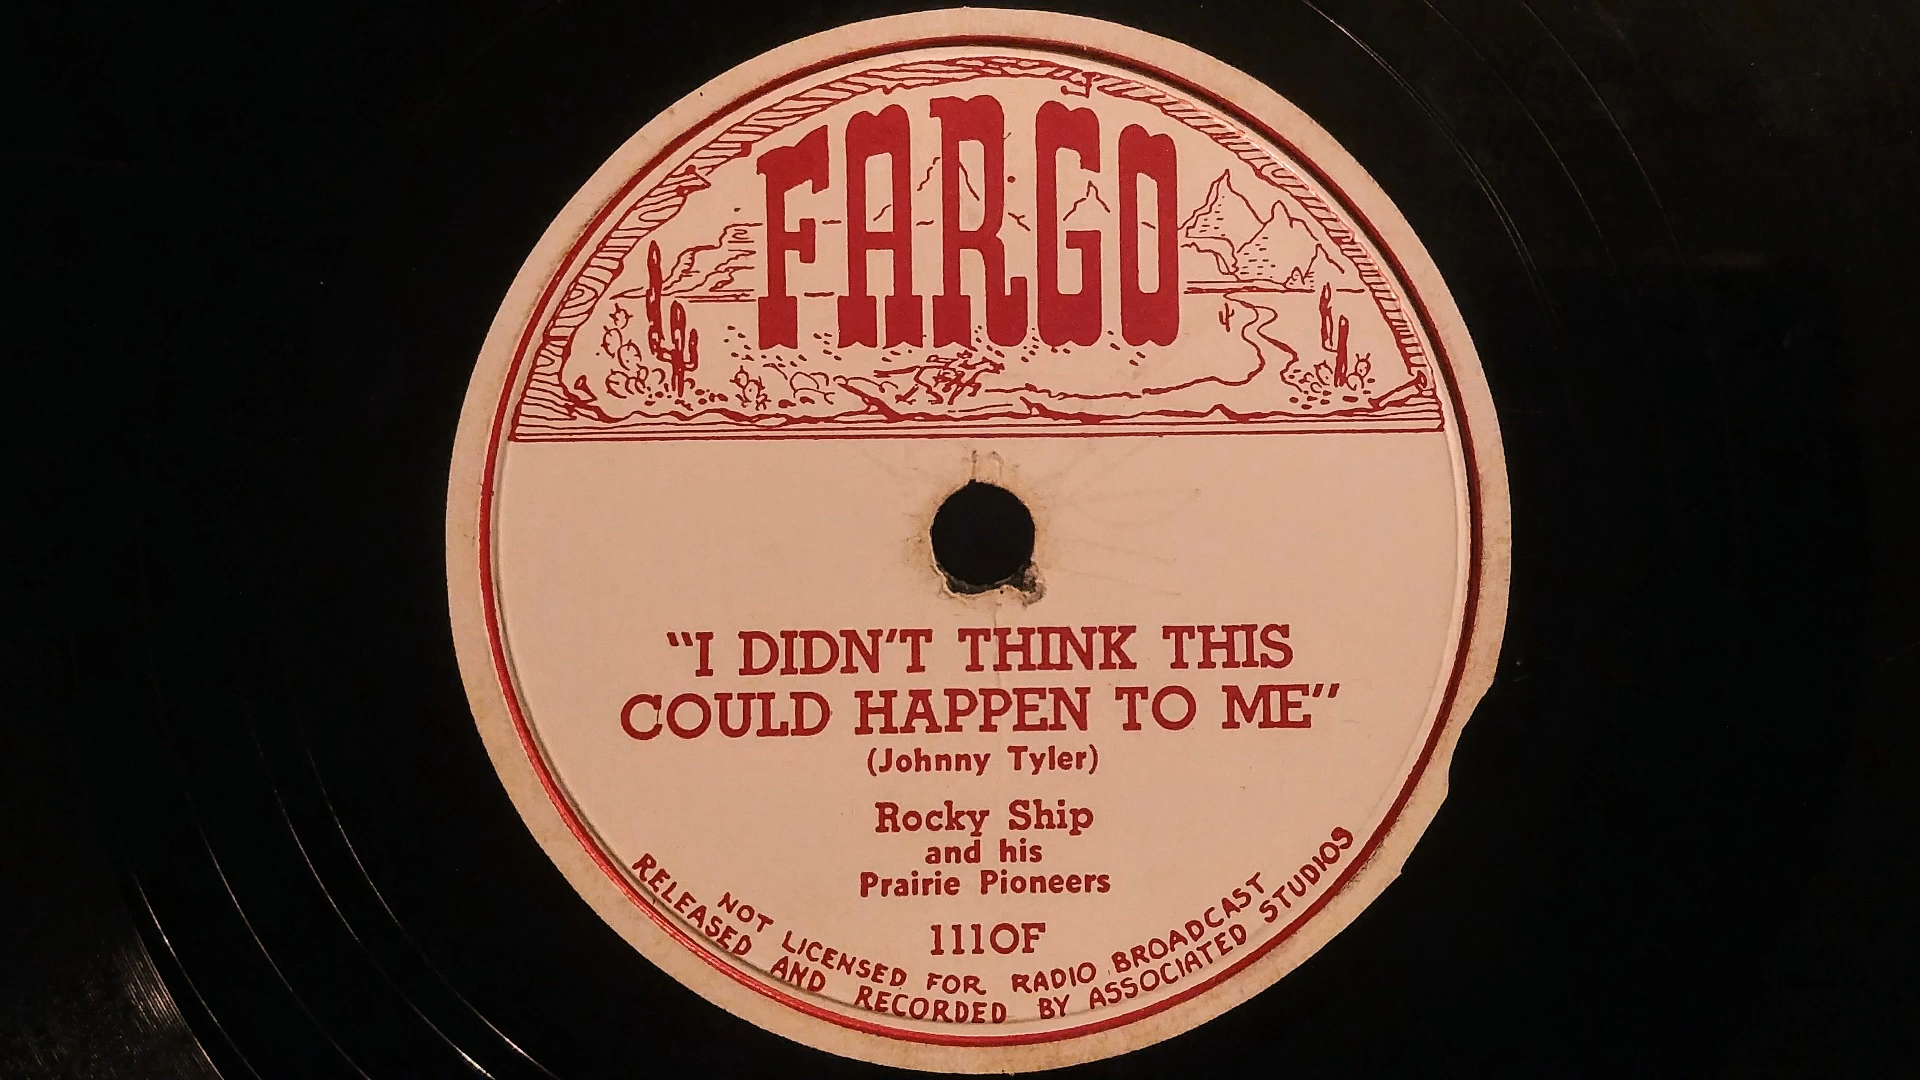 FARGO
"I DIDN'T THINK THIS
COULD HAPPEN TO ME"
(Johnny Tyler)
Rocky Ship
and his
Prairie Pioneers
1110F
NOT LICENSED FOR RADIO BROADCAST
RELEASED AND RECORDED BY ASSOCIATED STUDIOS